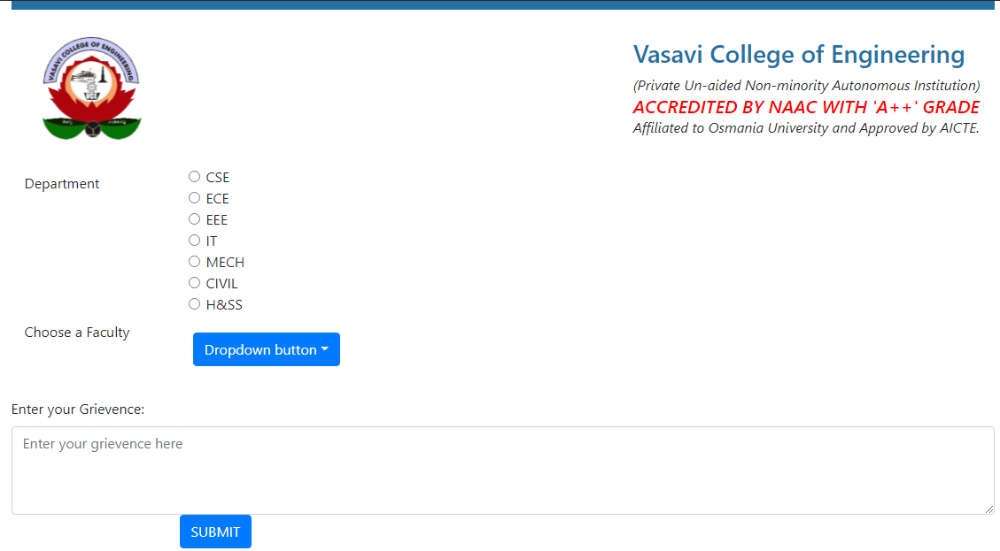 VASAVI COLLEGE OF ENGINEERING
Vasavi College of Engineering
(Private Un-aided Non-minority Autonomous Institution)
ACCREDITED BY NAAC WITH 'A++' GRADE
Affiliated to Osmania University and Approved by AICTE.
Department
CSE
ECE
EEE
IT
MECH
CIVIL
H&SS
Choose a Faculty
Dropdown button
Enter your Grievence:
Enter your grievence here
SUBMIT